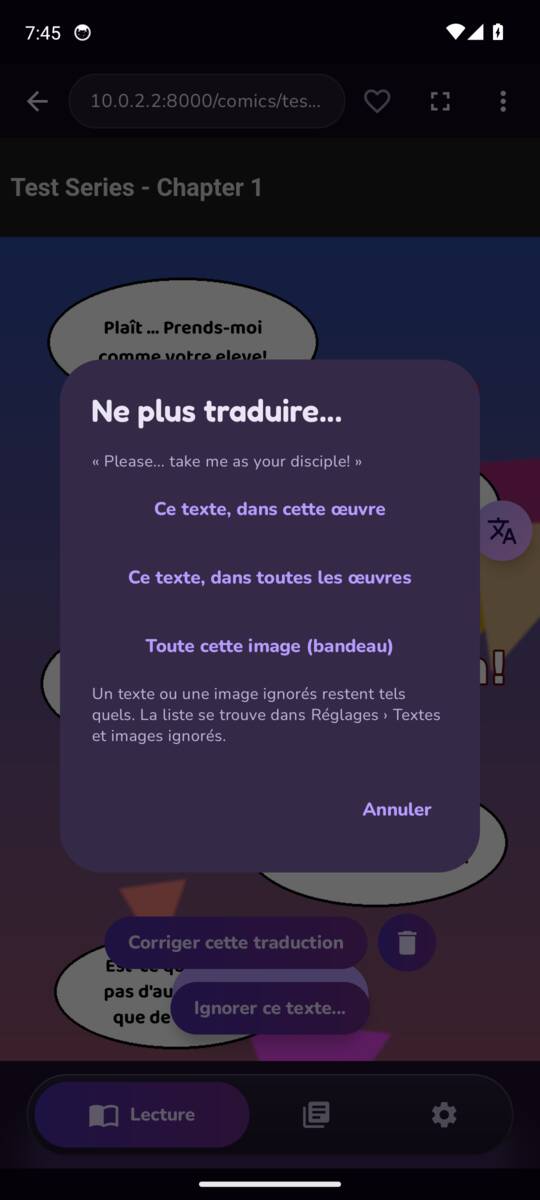 7:45
10.0.2.2:8000/comics/tes...
Test Series - Chapter 1
Plaît ... Prends-moi
comme votre eleve!
Ne plus traduire...
« Please... take me as your disciple! »
Ce texte, dans cette œuvre
Ce texte, dans toutes les œuvres
Toute cette image (bandeau)
Un texte ou une image ignorés restent tels
quels. La liste se trouve dans Réglages › Textes
et images ignorés.
Annuler
Corriger cette traduction
pas d'au
que de
Ignorer ce texte...
Lecture